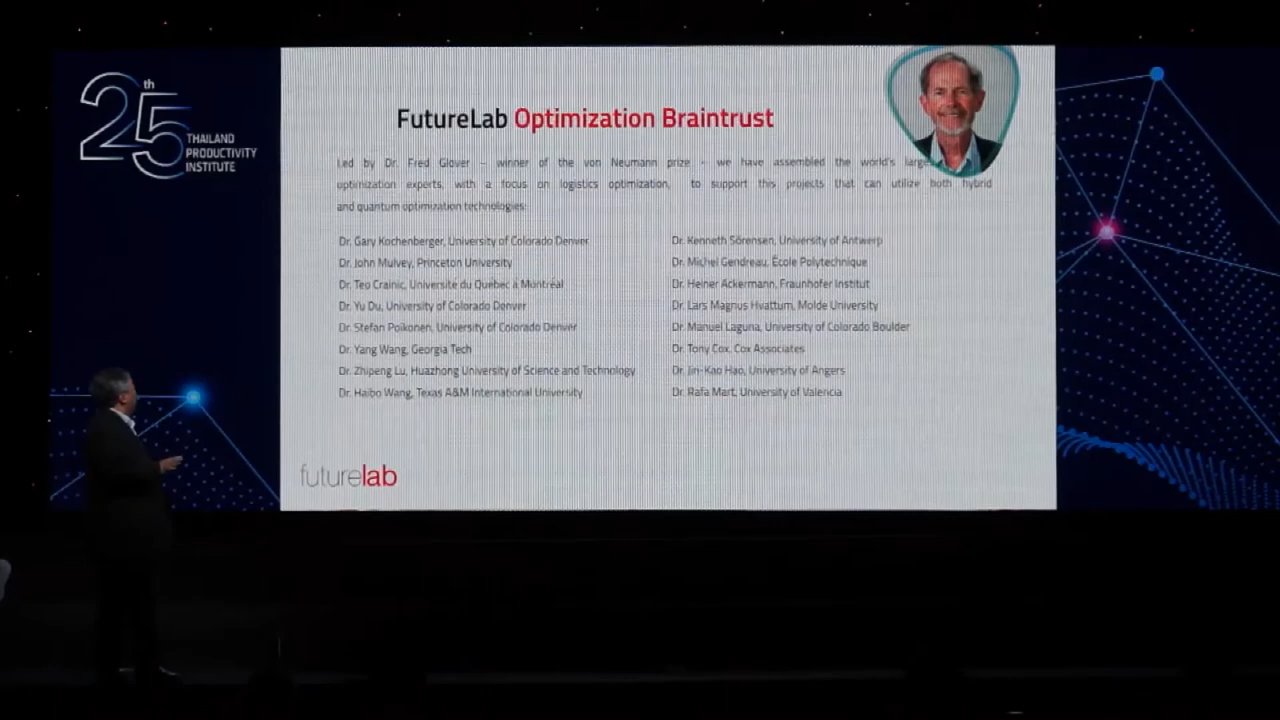 25th
THAILAND
PRODUCTIVITY
INSTITUTE
FutureLab Optimization Braintrust
Led by Dr. Fred Glover – winner of the von Neumann prize – we have assembled the world's
optimization experts, with a focus on logistics optimization, to support this projects that can utilize both hybrid
and quantum optimization technologies:
Dr. Gary Kochenberger, University of Colorado Denver
Dr. John Mulvey, Princeton University
Dr. Teo Crainic, Université du Québec à Montréal
Dr. Yu Du, University of Colorado Denver
Dr. Stefan Poikonen, University of Colorado Denver
Dr. Yang Wang, Georgia Tech
Dr. Zhipeng Lu, Huazhong University of Science and Technology
Dr. Haibo Wang, Texas A&M International University
Dr. Kenneth Sörensen, University of Antwerp
Dr. Michel Gendreau, École Polytechnique
Dr. Heiner Ackermann, Fraunhofer Institut
Dr. Lars Magnus Hvattum, Molde University
Dr. Manuel Laguna, University of Colorado Boulder
Dr. Tony Cox, Cox Associates
Dr. Jin-Kao Hao, University of Angers
Dr. Rafa Mart, University of Valencia
futurelab